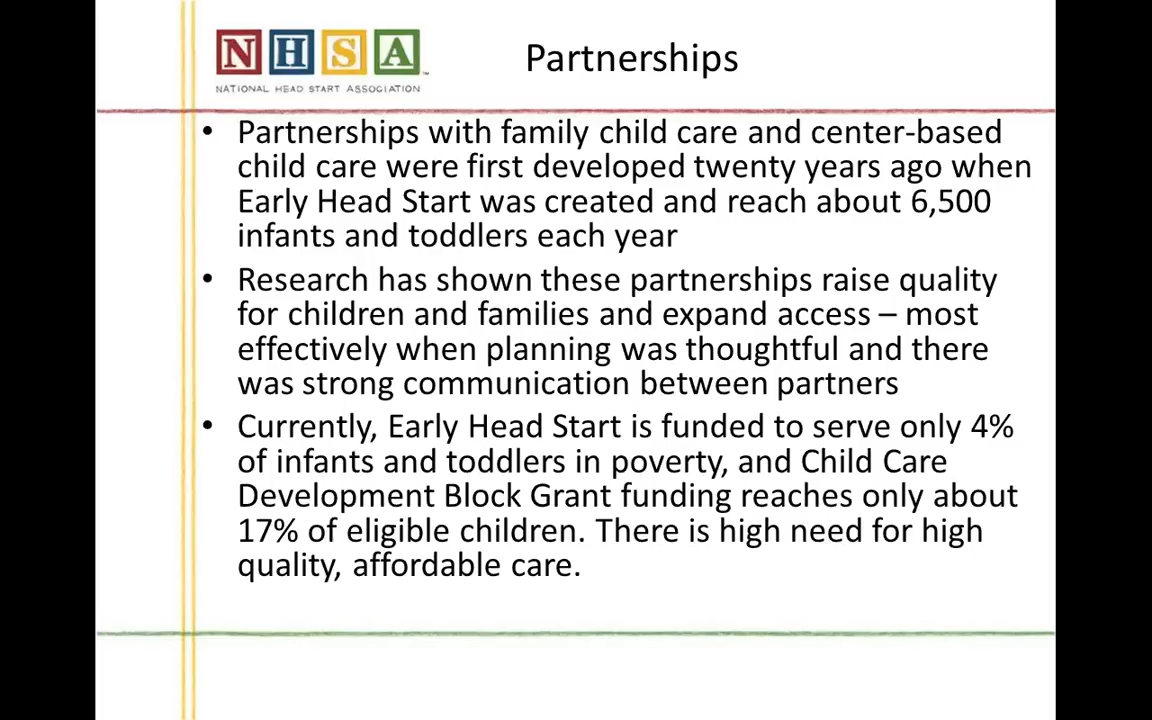 NHSA
NATIONAL HEAD START ASSOCIATION
Partnerships
• Partnerships with family child care and center-based
child care were first developed twenty years ago when
Early Head Start was created and reach about 6,500
infants and toddlers each year
• Research has shown these partnerships raise quality
for children and families and expand access – most
effectively when planning was thoughtful and there
was strong communication between partners
• Currently, Early Head Start is funded to serve only 4%
of infants and toddlers in poverty, and Child Care
Development Block Grant funding reaches only about
17% of eligible children. There is high need for high
quality, affordable care.